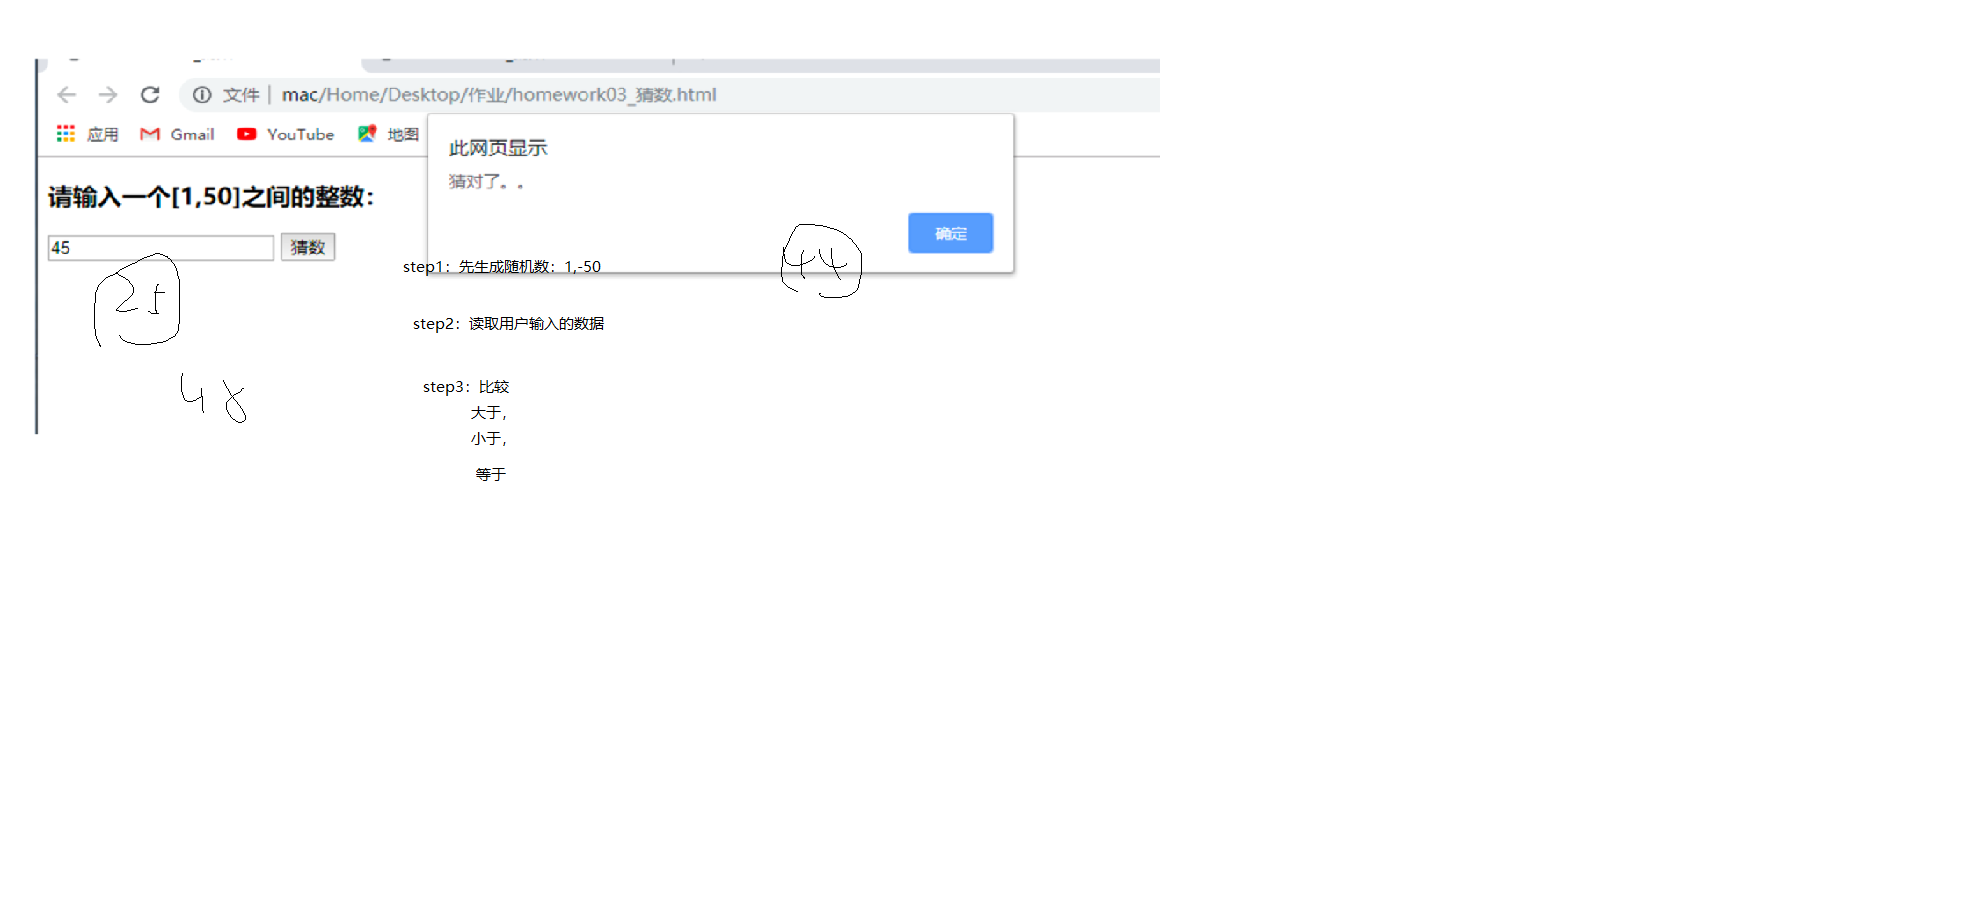 文件 | mac/Home/Desktop/作业/homework03_猜数.html
应用 Gmail YouTube 地图
此网页显示
猜对了。。
确定
请输入一个[1,50]之间的整数：
45 猜数
44
step1：先生成随机数：1,-50
25
step2：读取用户输入的数据
48
step3：比较
大于，
小于，
等于